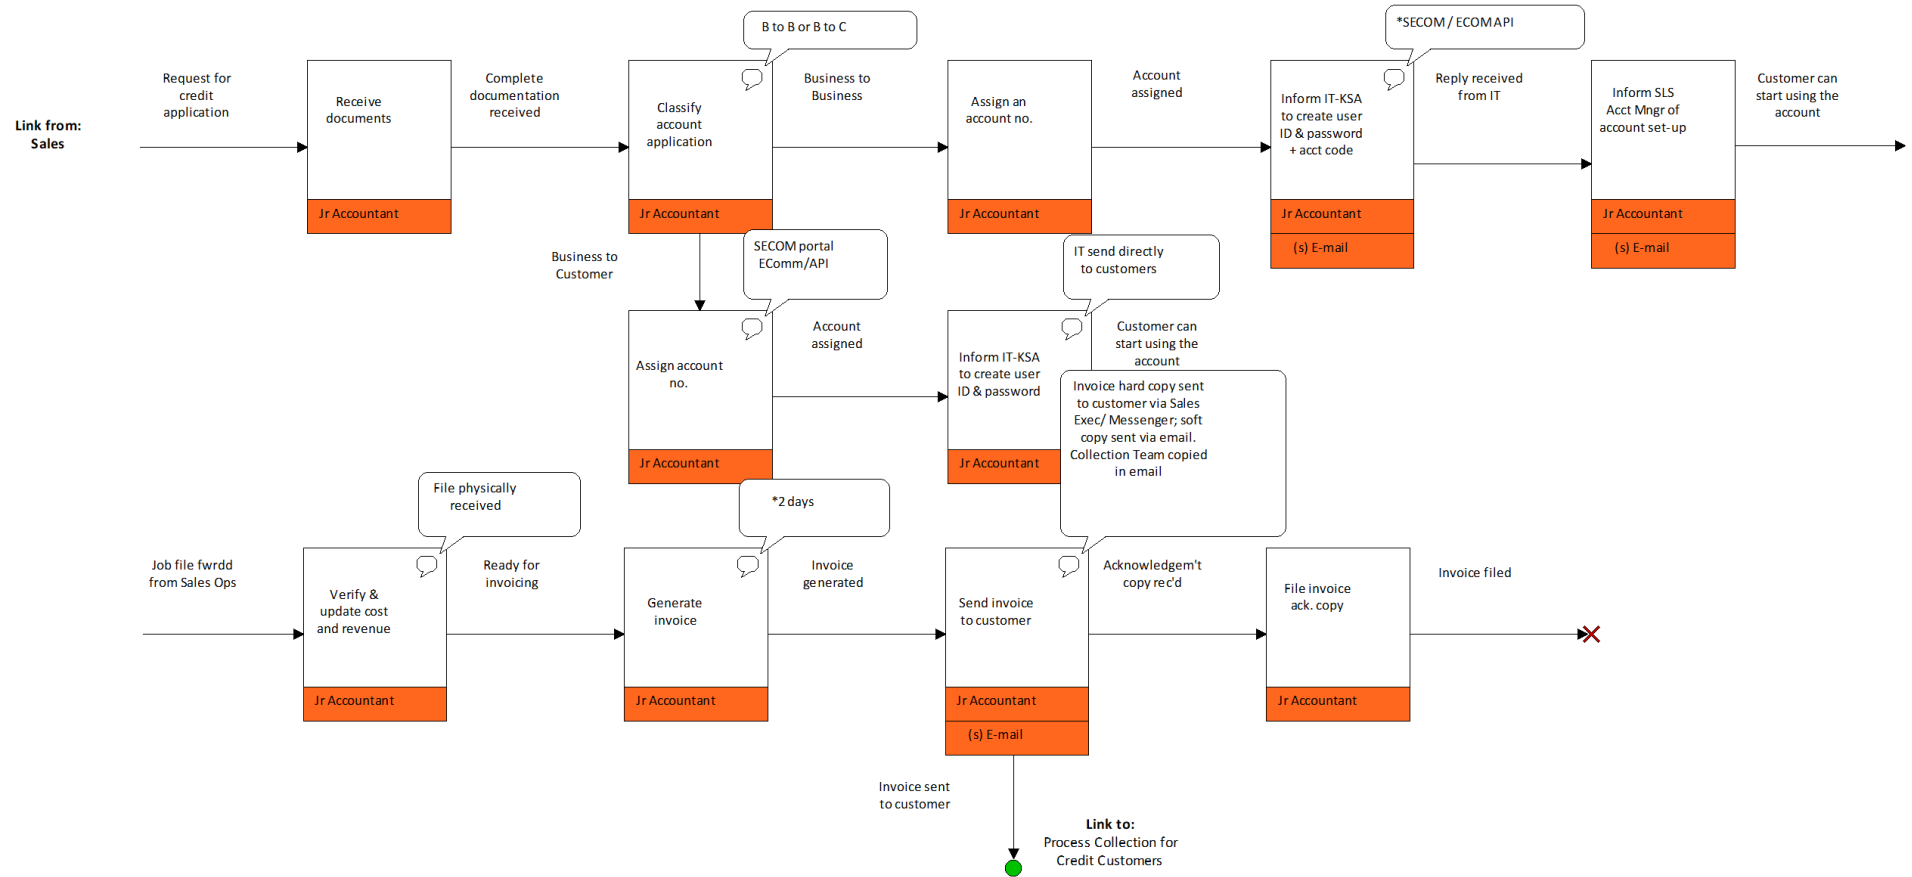 B to B or B to C
*SECOM / ECOMAPI
Request for
credit
application
Complete
documentation
received
Business to
Business
Account
assigned
Reply received
from IT
Customer can
start using the
account
Link from:
Sales
Receive
documents
Jr Accountant
Classify
account
application
Jr Accountant
Assign an
account no.
Jr Accountant
Inform IT-KSA
to create user
ID & password
+ acct code
Jr Accountant
(s) E-mail
Inform SLS
Acct Mngr of
account set-up
Jr Accountant
(s) E-mail
Business to
Customer
SECOM portal
EComm/API
IT send directly
to customers
Assign account
no.
Jr Accountant
Account
assigned
Inform IT-KSA
to create user
ID & password
Jr Accountant
Customer can
start using the
account
Invoice hard copy sent
to customer via Sales
Exec/ Messenger; soft
copy sent via email.
Collection Team copied
in email
File physically
received
*2 days
Job file fwrdd
from Sales Ops
Verify &
update cost
and revenue
Jr Accountant
Ready for
invoicing
Generate
invoice
Jr Accountant
Invoice
generated
Send invoice
to customer
Jr Accountant
(s) E-mail
Acknowledgem't
copy rec'd
File invoice
ack. copy
Jr Accountant
Invoice filed
Invoice sent
to customer
Link to:
Process Collection for
Credit Customers